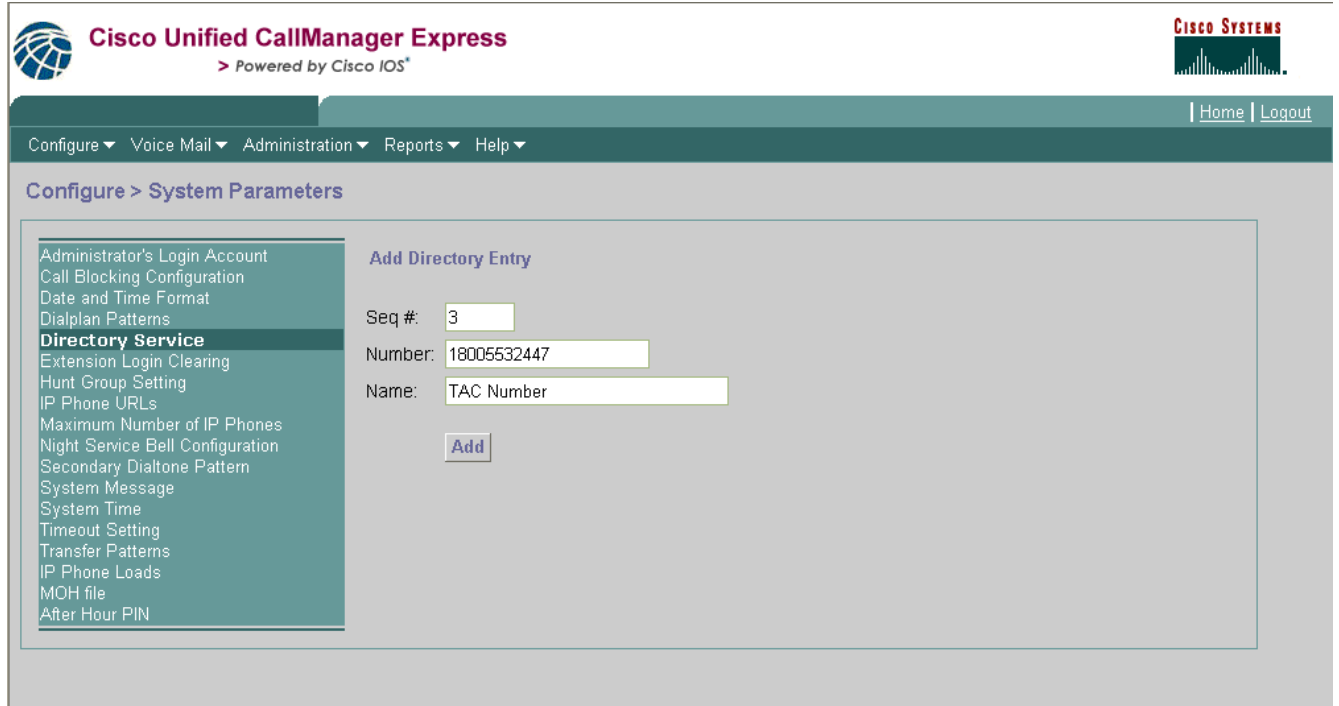 Cisco Unified CallManager Express
> Powered by Cisco IOS®
CISCO SYSTEMS
Home | Logout
Configure Voice Mail Administration Reports Help
Configure > System Parameters
Administrator's Login Account
Call Blocking Configuration
Date and Time Format
Dialplan Patterns
Directory Service
Extension Login Clearing
Hunt Group Setting
IP Phone URLs
Maximum Number of IP Phones
Night Service Bell Configuration
Secondary Dialtone Pattern
System Message
System Time
Timeout Setting
Transfer Patterns
IP Phone Loads
MOH file
After Hour PIN
Add Directory Entry
Seq #: 3
Number: 18005532447
Name: TAC Number
Add